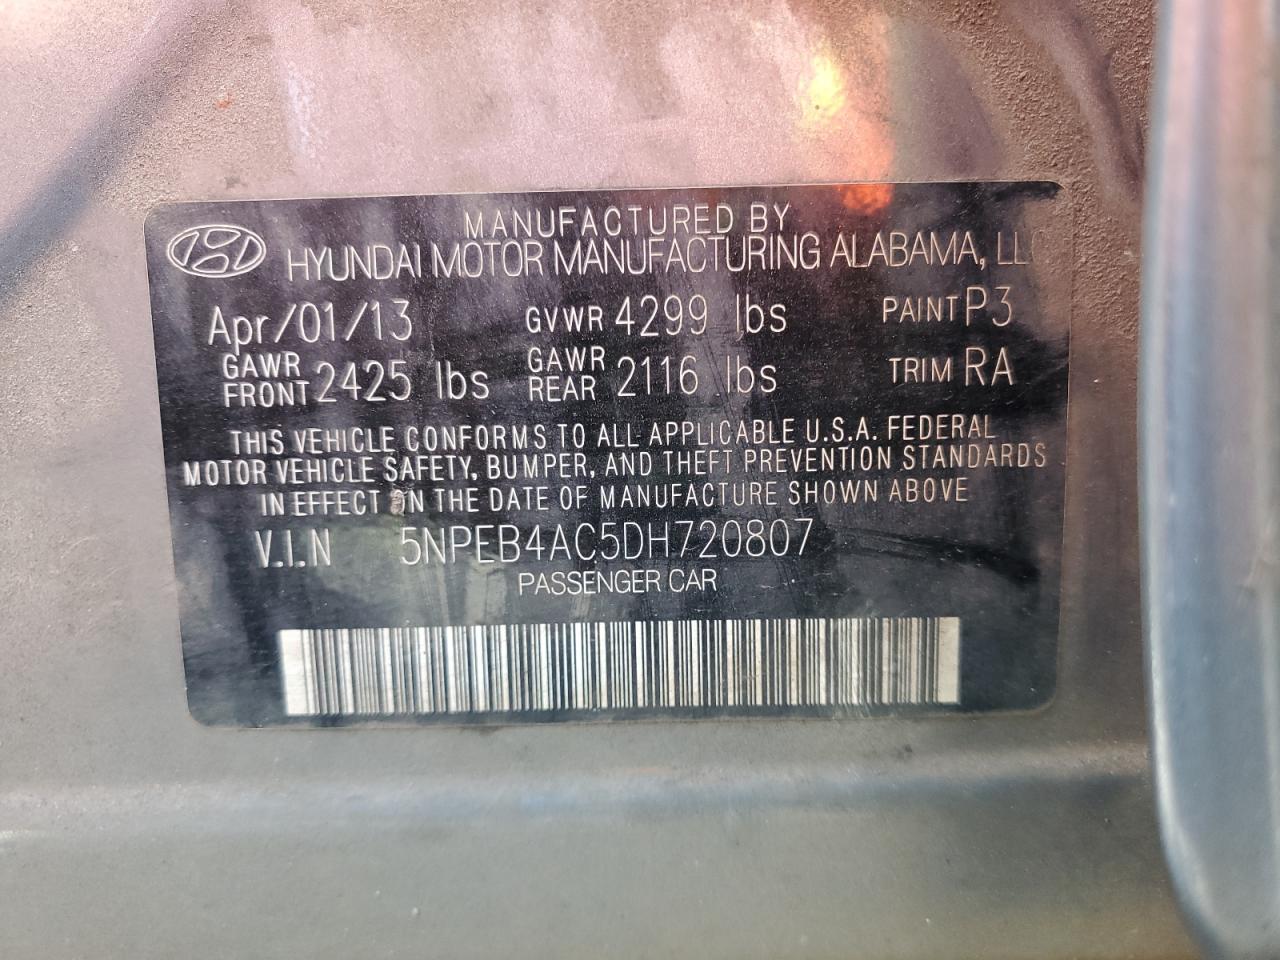 MANUFACTURED BY
HYUNDAI MOTOR MANUFACTURING ALABAMA, LLC
Apr/01/13 GVWR 4299 lbs PAINT P3
GAWR FRONT 2425 lbs GAWR REAR 2116 lbs TRIM RA
THIS VEHICLE CONFORMS TO ALL APPLICABLE U.S.A. FEDERAL
MOTOR VEHICLE SAFETY, BUMPER, AND THEFT PREVENTION STANDARDS
IN EFFECT ON THE DATE OF MANUFACTURE SHOWN ABOVE
V.I.N 5NPEB4AC5DH720807
PASSENGER CAR